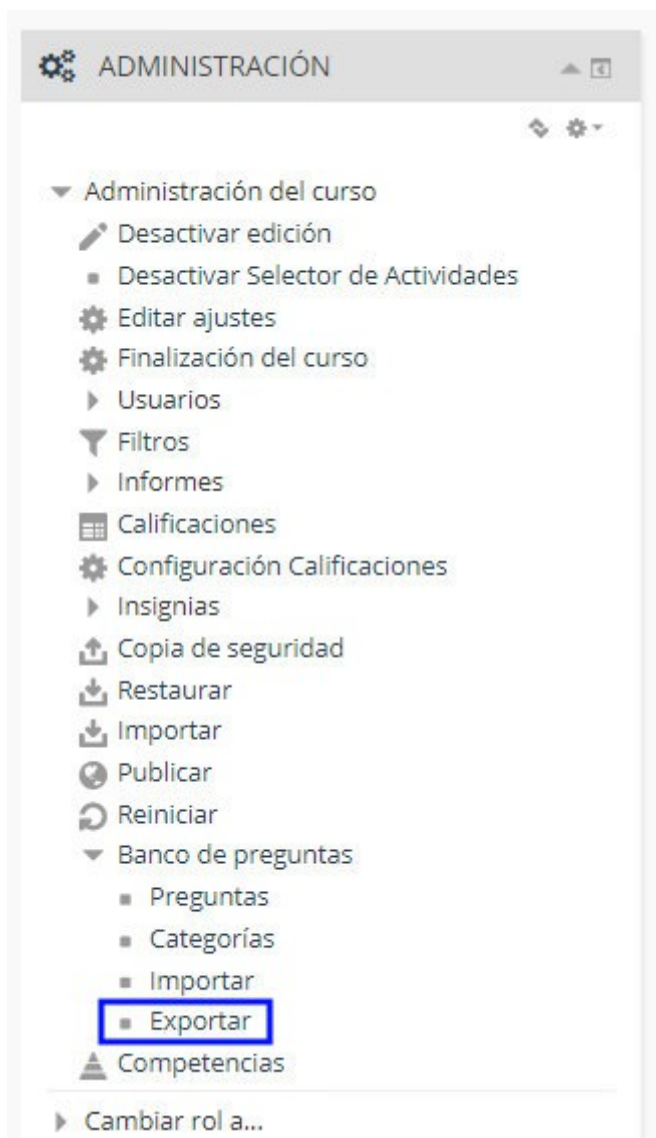 ADMINISTRACIÓN
Administración del curso
Desactivar edición
Desactivar Selector de Actividades
Editar ajustes
Finalización del curso
Usuarios
Filtros
Informes
Calificaciones
Configuración Calificaciones
Insignias
Copia de seguridad
Restaurar
Importar
Publicar
Reiniciar
Banco de preguntas
Preguntas
Categorías
Importar
Exportar
Competencias
Cambiar rol a...